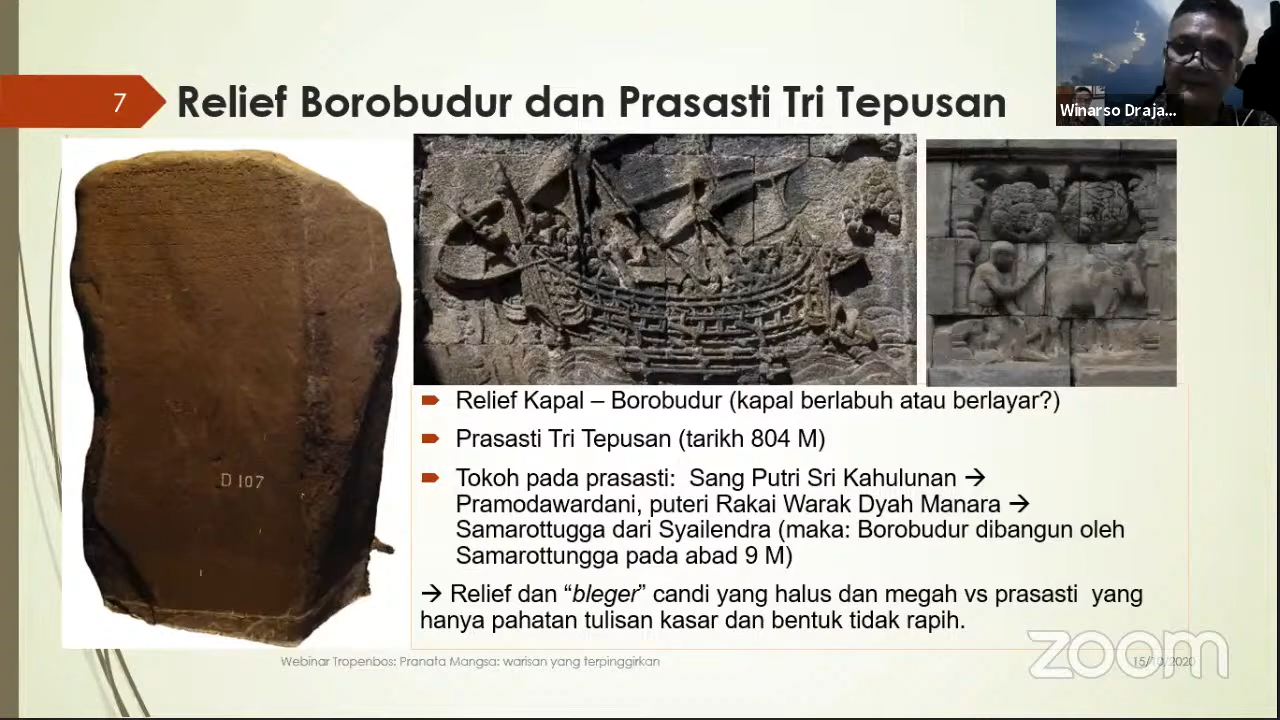 7
Relief Borobudur dan Prasasti Tri Tepusan
Winarso Draja...
D 107
Relief Kapal – Borobudur (kapal berlabuh atau berlayar?)
Prasasti Tri Tepusan (tarikh 804 M)
Tokoh pada prasasti: Sang Putri Sri Kahulunan →
Pramodawardani, puteri Rakai Warak Dyah Manara →
Samarottugga dari Syailendra (maka: Borobudur dibangun oleh
Samarottungga pada abad 9 M)
→ Relief dan “bleger” candi yang halus dan megah vs prasasti yang
hanya pahatan tulisan kasar dan bentuk tidak rapih.
Webinar Tropenbos: Pranata Mangsa: warisan yang terpinggirkan
15/10/2020
zoom